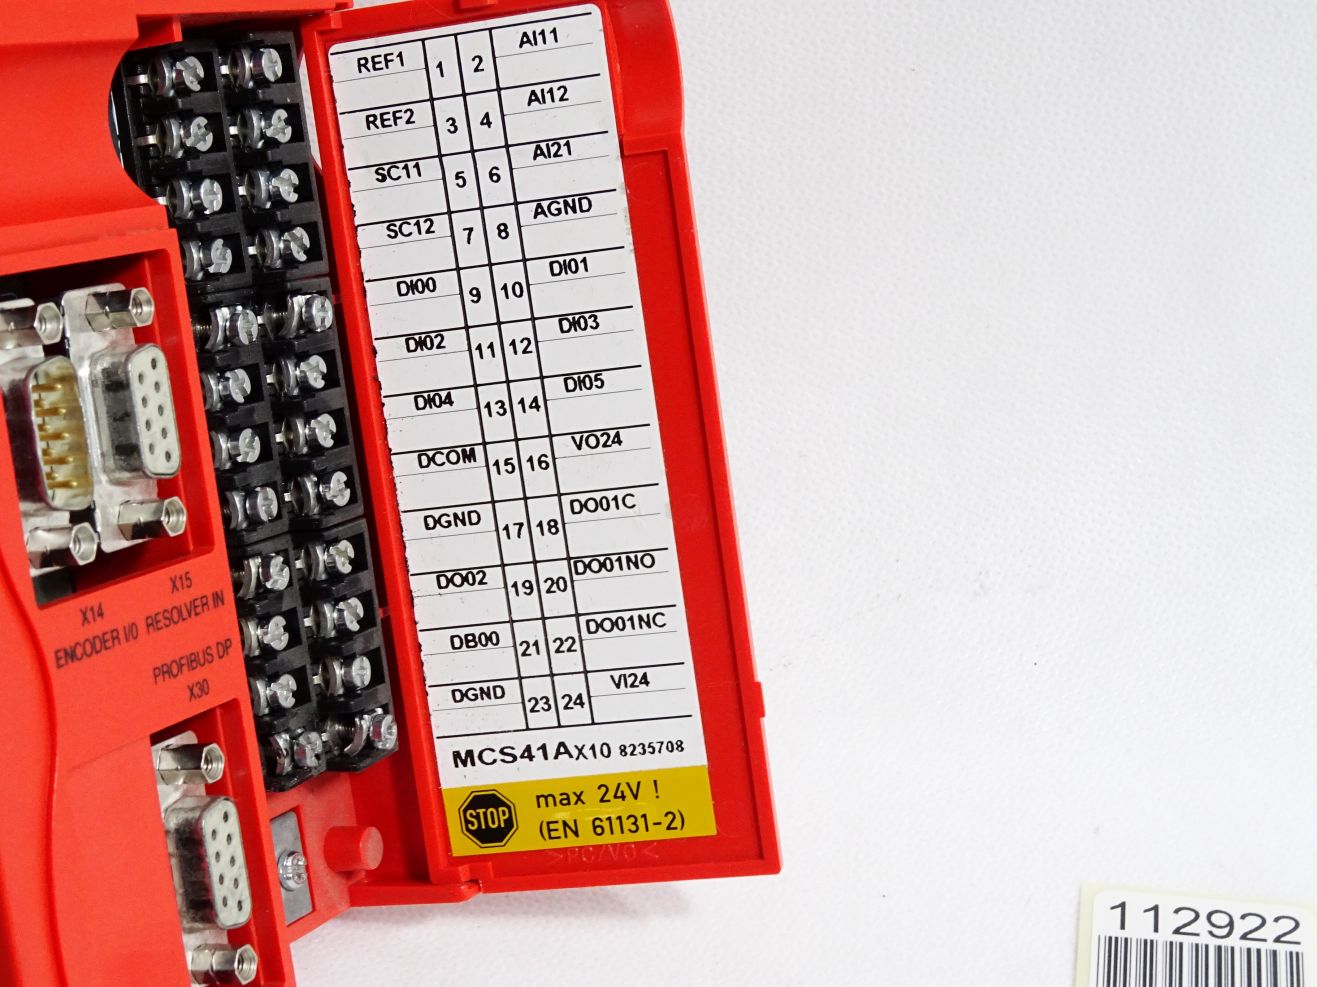 REF1 1 2 AI11
REF2 3 4 AI12
SC11 5 6 AI21
SC12 7 8 AGND
DI00 9 10 DI01
DI02 11 12 DI03
DI04 13 14 DI05
DCOM 15 16 VO24
DGND 17 18 DO01C
DO02 19 20 DO01NO
DB00 21 22 DO01NC
DGND 23 24 VI24
MCS41A X10 8235708
STOP
max 24V !
(EN 61131-2)
>PC/VO<
X14
ENCODER I/O
X15
RESOLVER IN
PROFIBUS DP
X30
112922